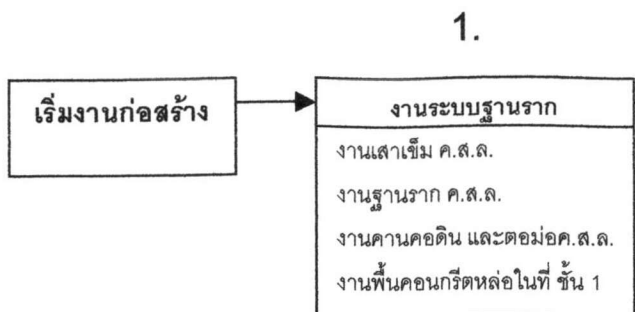 1.
เริ่มงานก่อสร้าง
งานระบบฐานราก
งานเสาเข็ม ค.ส.ล.
งานฐานราก ค.ส.ล.
งานคานคอดิน และตอม่อค.ส.ล.
งานพื้นคอนกรีตหล่อในที่ ชั้น 1